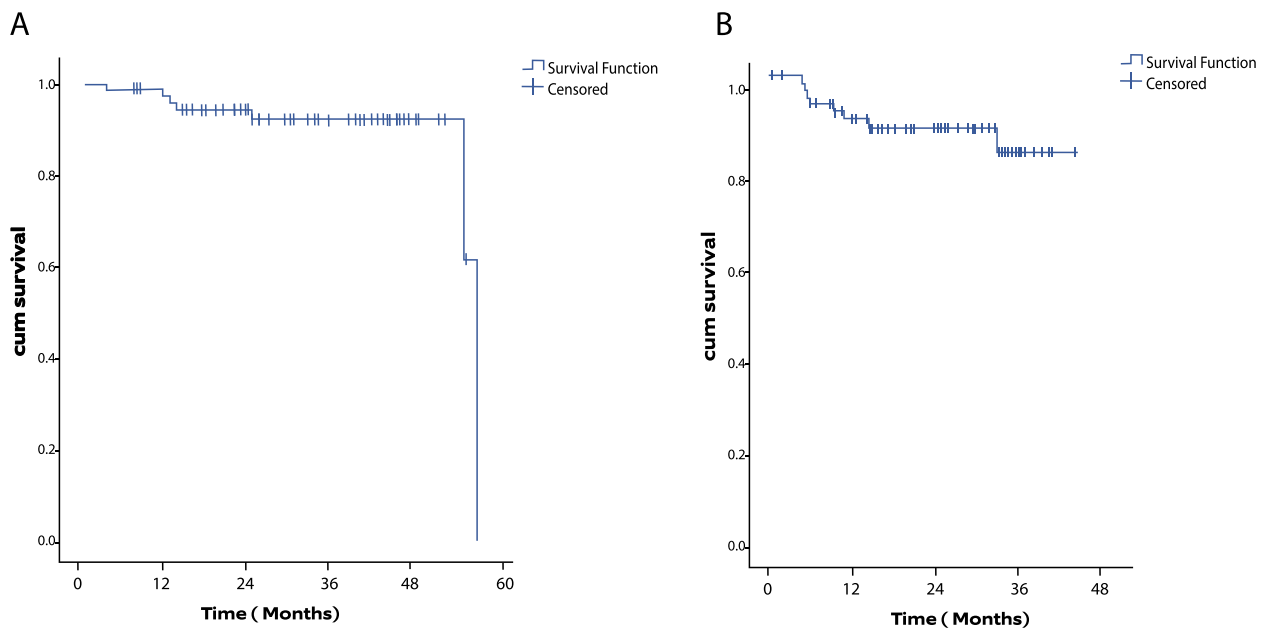 A
Survival Function
Censored
1.0
0.8
0.6
0.4
0.2
0.0
cum survival
0 12 24 36 48 60
Time ( Months)
B
Survival Function
Censored
1.0
0.8
0.6
0.4
0.2
0.0
cum survival
0 12 24 36 48
Time ( Months)